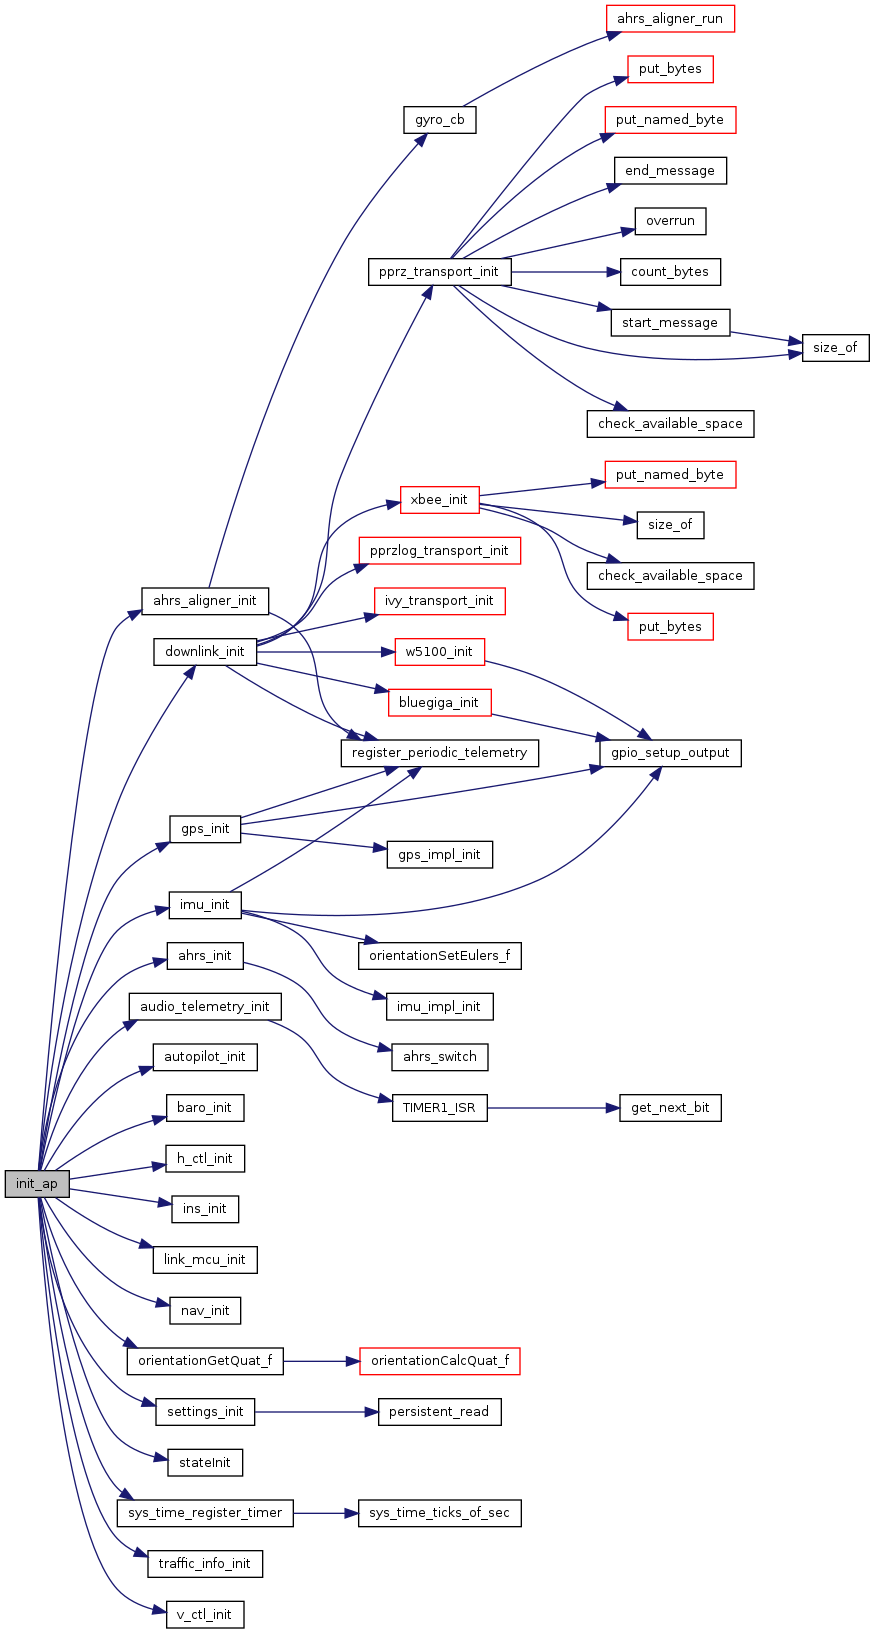 ahrs_aligner_run
put_bytes
gyro_cb
put_named_byte
end_message
overrun
pprz_transport_init
count_bytes
start_message
size_of
check_available_space
put_named_byte
xbee_init
size_of
pprzlog_transport_init
check_available_space
ahrs_aligner_init
ivy_transport_init
put_bytes
downlink_init
w5100_init
bluegiga_init
register_periodic_telemetry
gpio_setup_output
gps_init
gps_impl_init
imu_init
ahrs_init
orientationSetEulers_f
audio_telemetry_init
imu_impl_init
autopilot_init
ahrs_switch
baro_init
TIMER1_ISR
get_next_bit
h_ctl_init
init_ap
ins_init
link_mcu_init
nav_init
orientationGetQuat_f
orientationCalcQuat_f
settings_init
persistent_read
stateInit
sys_time_register_timer
sys_time_ticks_of_sec
traffic_info_init
v_ctl_init